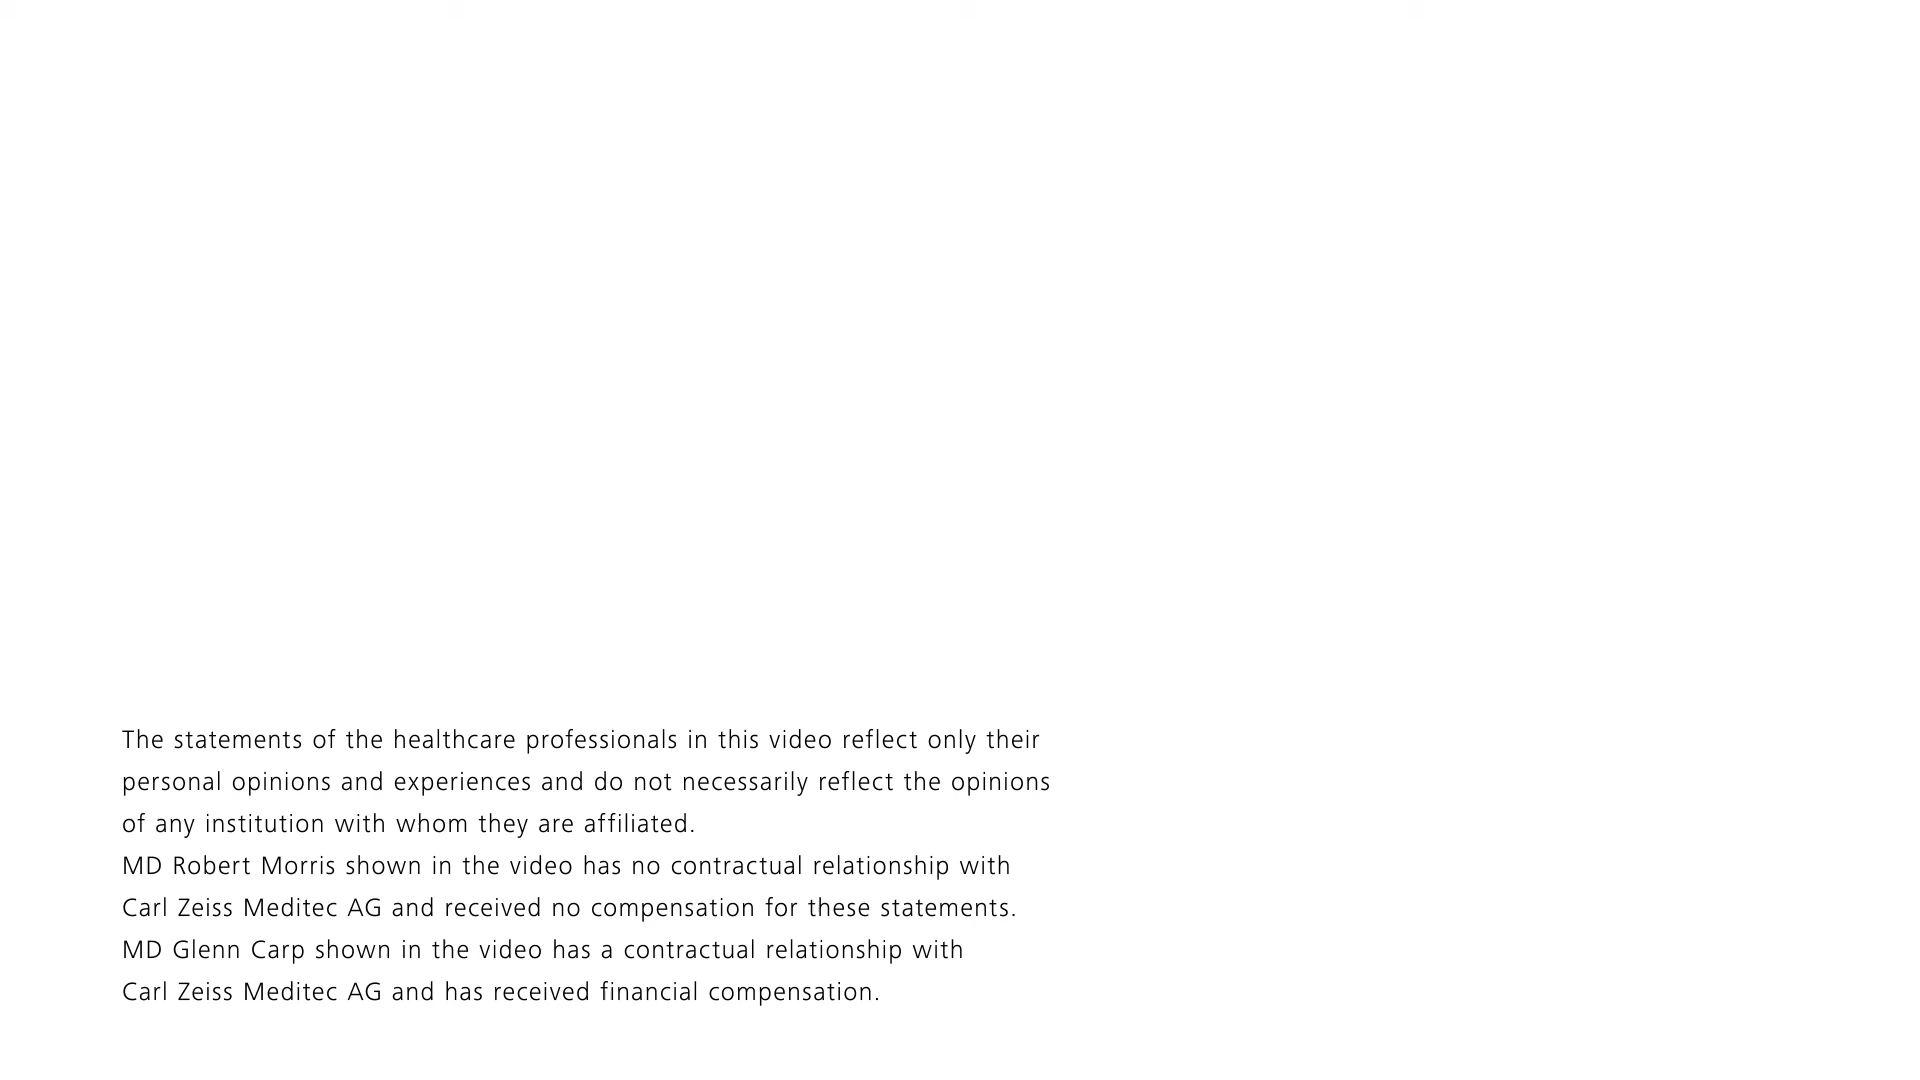 The statements of the healthcare professionals in this video reflect only their
personal opinions and experiences and do not necessarily reflect the opinions
of any institution with whom they are affiliated.
MD Robert Morris shown in the video has no contractual relationship with
Carl Zeiss Meditec AG and received no compensation for these statements.
MD Glenn Carp shown in the video has a contractual relationship with
Carl Zeiss Meditec AG and has received financial compensation.